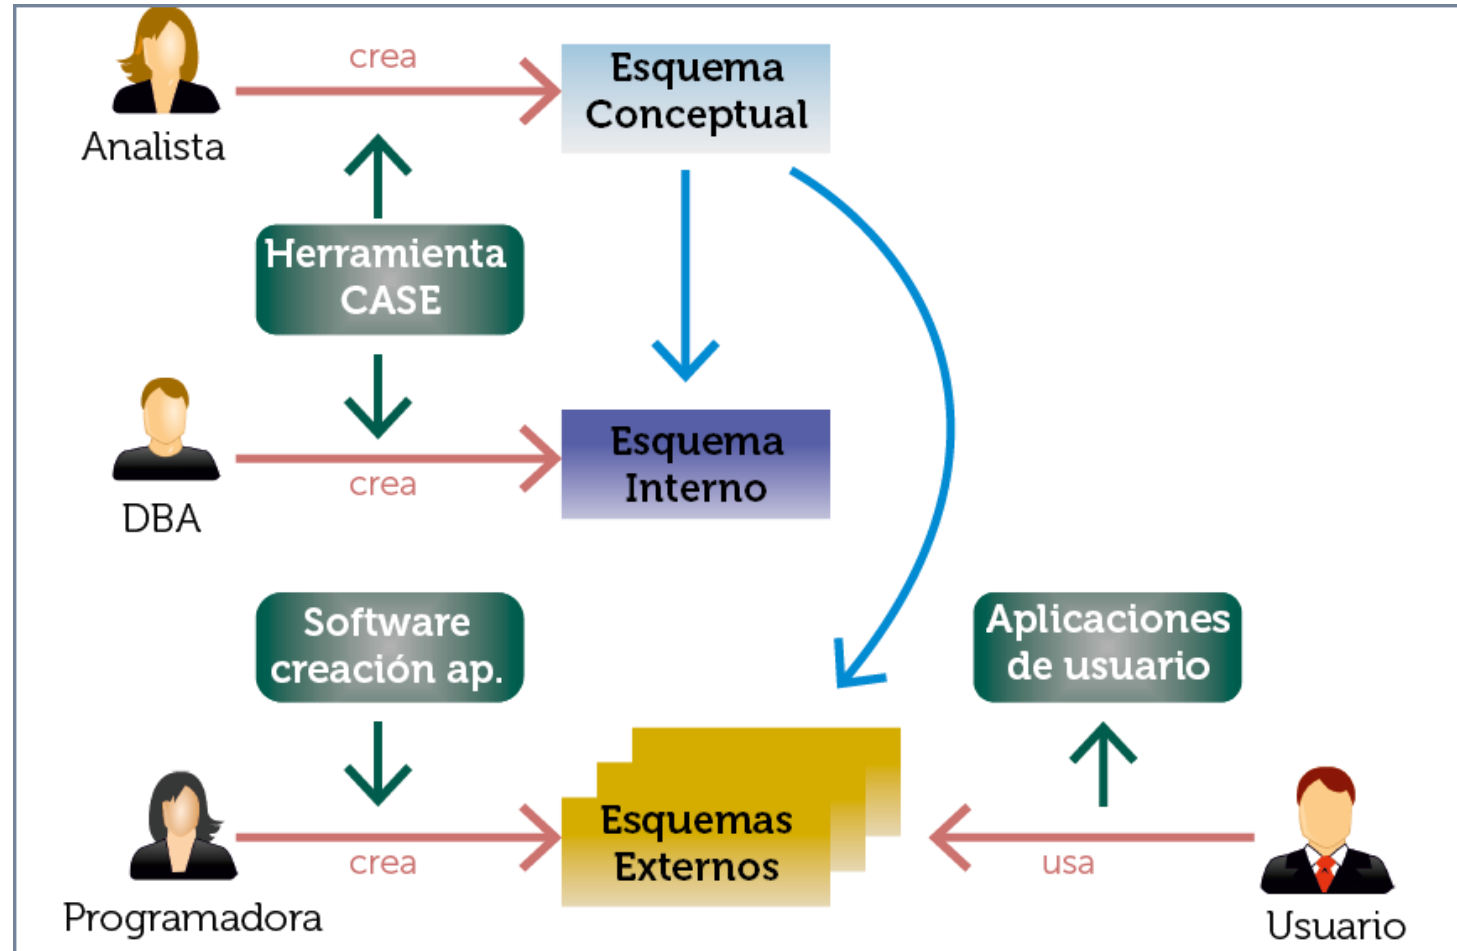 crea
Esquema
Conceptual
Analista
Herramienta
CASE
Esquema
Interno
crea
DBA
Software
creación ap.
Aplicaciones
de usuario
Esquemas
Externos
crea
usa
Programadora
Usuario